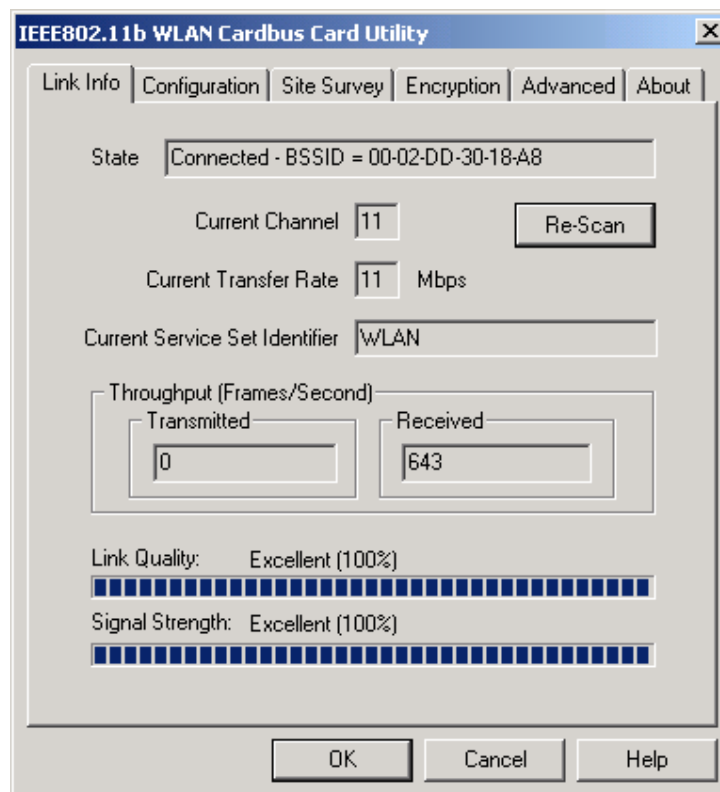 IEEE802.11b WLAN Cardbus Card Utility
Link Info Configuration Site Survey Encryption Advanced About
State Connected - BSSID = 00-02-DD-30-18-A8
Current Channel 11 Re-Scan
Current Transfer Rate 11 Mbps
Current Service Set Identifier WLAN
Throughput (Frames/Second)
Transmitted Received
0 643
Link Quality: Excellent (100%)
Signal Strength: Excellent (100%)
OK Cancel Help